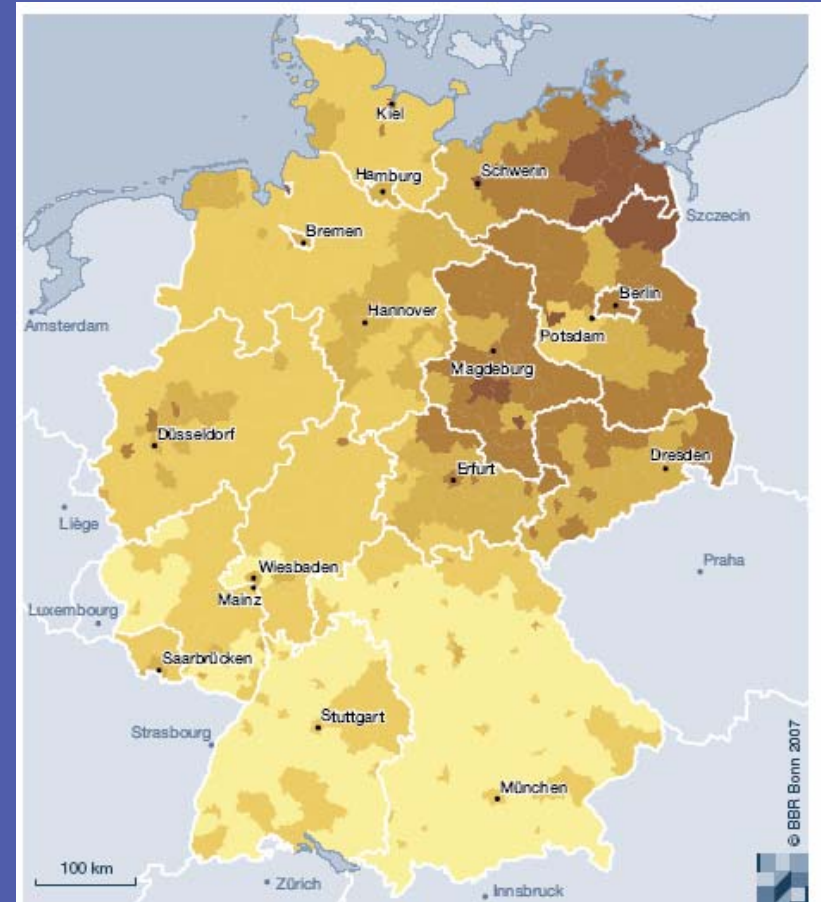 Kiel
Hamburg
Schwerin
Szczecin
Bremen
Berlin
Hannover
Amsterdam
Potsdam
Magdeburg
Düsseldorf
Dresden
Erfurt
Liège
Praha
Wiesbaden
Mainz
Luxembourg
Saarbrücken
Stuttgart
Strasbourg
© BBR Bonn 2007
München
100 km
Zürich
Innsbruck